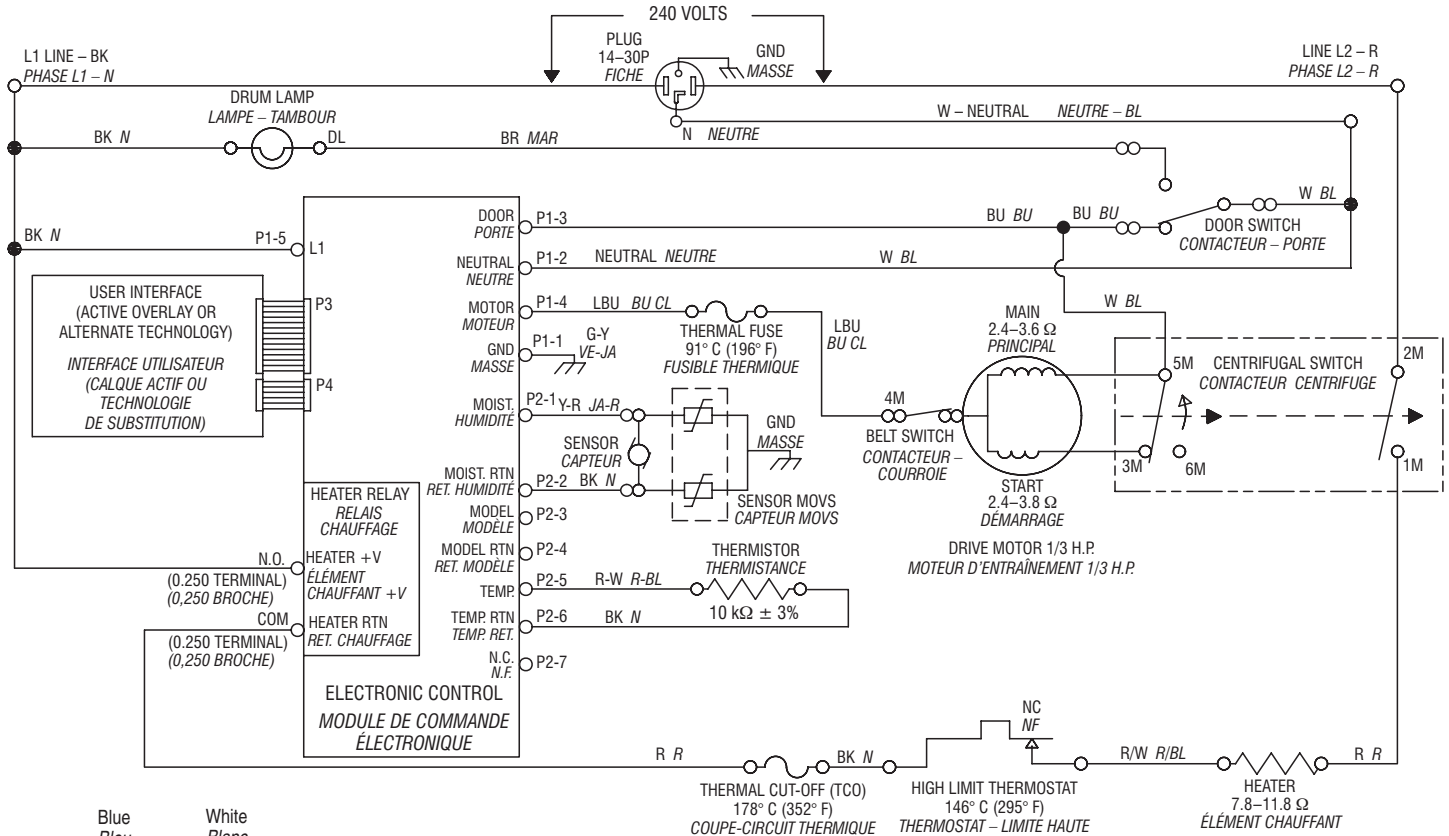 240 VOLTS
L1 LINE – BK
PHASE L1 – N
PLUG
14–30P
FICHE
GND
MASSE
LINE L2 – R
PHASE L2 – R
DRUM LAMP
LAMPE – TAMBOUR
W – NEUTRAL NEUTRE – BL
N NEUTRE
BK N
DL
BR MAR
W BL
DOOR SWITCH
CONTACTEUR – PORTE
DOOR
PORTE
P1-3
BU BU
BU BU
BK N
P1-5
L1
NEUTRAL
NEUTRE
P1-2
NEUTRAL NEUTRE
W BL
USER INTERFACE
(ACTIVE OVERLAY OR
ALTERNATE TECHNOLOGY)
INTERFACE UTILISATEUR
(CALQUE ACTIF OU
TECHNOLOGIE
DE SUBSTITUTION)
P3
P4
MOTOR
MOTEUR
P1-4
LBU BU CL
THERMAL FUSE
91° C (196° F)
FUSIBLE THERMIQUE
LBU
BU CL
GND
MASSE
P1-1
G-Y
VE-JA
W BL
MAIN
2.4–3.6 Ω
PRINCIPAL
CENTRIFUGAL SWITCH
CONTACTEUR CENTRIFUGE
5M
2M
MOIST.
HUMIDITÉ
P2-1
Y-R JA-R
SENSOR
CAPTEUR
GND
MASSE
4M
BELT SWITCH
CONTACTEUR –
COURROIE
3M
6M
1M
MOIST. RTN
RET. HUMIDITÉ
P2-2
BK N
SENSOR MOVS
CAPTEUR MOVS
START
2.4–3.8 Ω
DÉMARRAGE
DRIVE MOTOR 1/3 H.P.
MOTEUR D'ENTRAÎNEMENT 1/3 H.P.
HEATER RELAY
RELAIS
CHAUFFAGE
MODEL
MODÈLE
P2-3
MODEL RTN
RET. MODÈLE
P2-4
N.O.
(0.250 TERMINAL)
(0,250 BROCHE)
HEATER +V
ÉLÉMENT
CHAUFFANT +V
TEMP.
P2-5
R-W R-BL
THERMISTOR
THERMISTANCE
10 kΩ ± 3%
COM
(0.250 TERMINAL)
(0,250 BROCHE)
HEATER RTN
RET. CHAUFFAGE
TEMP. RTN
TEMP. RET.
P2-6
BK N
N.C.
N.F.
P2-7
ELECTRONIC CONTROL
MODULE DE COMMANDE
ÉLECTRONIQUE
R R
BK N
NC
NF
R/W R/BL
R R
THERMAL CUT-OFF (TCO)
178° C (352° F)
COUPE-CIRCUIT THERMIQUE
HIGH LIMIT THERMOSTAT
146° C (295° F)
THERMOSTAT – LIMITE HAUTE
HEATER
7.8–11.8 Ω
ÉLÉMENT CHAUFFANT
Blue
White
Bleu
Blanc